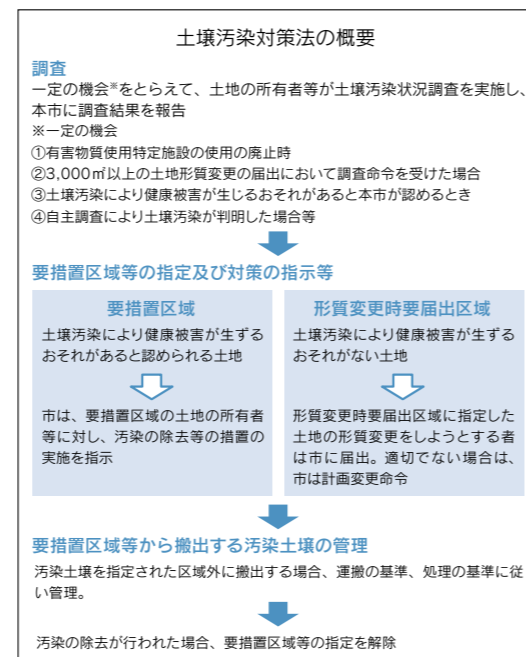 土壌汚染対策法の概要
調査
一定の機会※をとらえて、土地の所有者等が土壌汚染状況調査を実施し、
本市に調査結果を報告
※一定の機会
①有害物質使用特定施設の使用の廃止時
②3,000㎡以上の土地形質変更の届出において調査命令を受けた場合
③土壌汚染により健康被害が生じるおそれがあると本市が認めるとき
④自主調査により土壌汚染が判明した場合等
要措置区域等の指定及び対策の指示等
要措置区域
土壌汚染により健康被害が生ずる
おそれがあると認められる土地
市は、要措置区域の土地の所有者
等に対し、汚染の除去等の措置の
実施を指示
形質変更時要届出区域
土壌汚染により健康被害が生ずる
おそれがない土地
形質変更時要届出区域に指定した
土地の形質変更をしようとする者
は市に届出。適切でない場合は、
市は計画変更命令
要措置区域等から搬出する汚染土壌の管理
汚染土壌を指定された区域外に搬出する場合、運搬の基準、処理の基準に従
い管理。
汚染の除去が行われた場合、要措置区域等の指定を解除